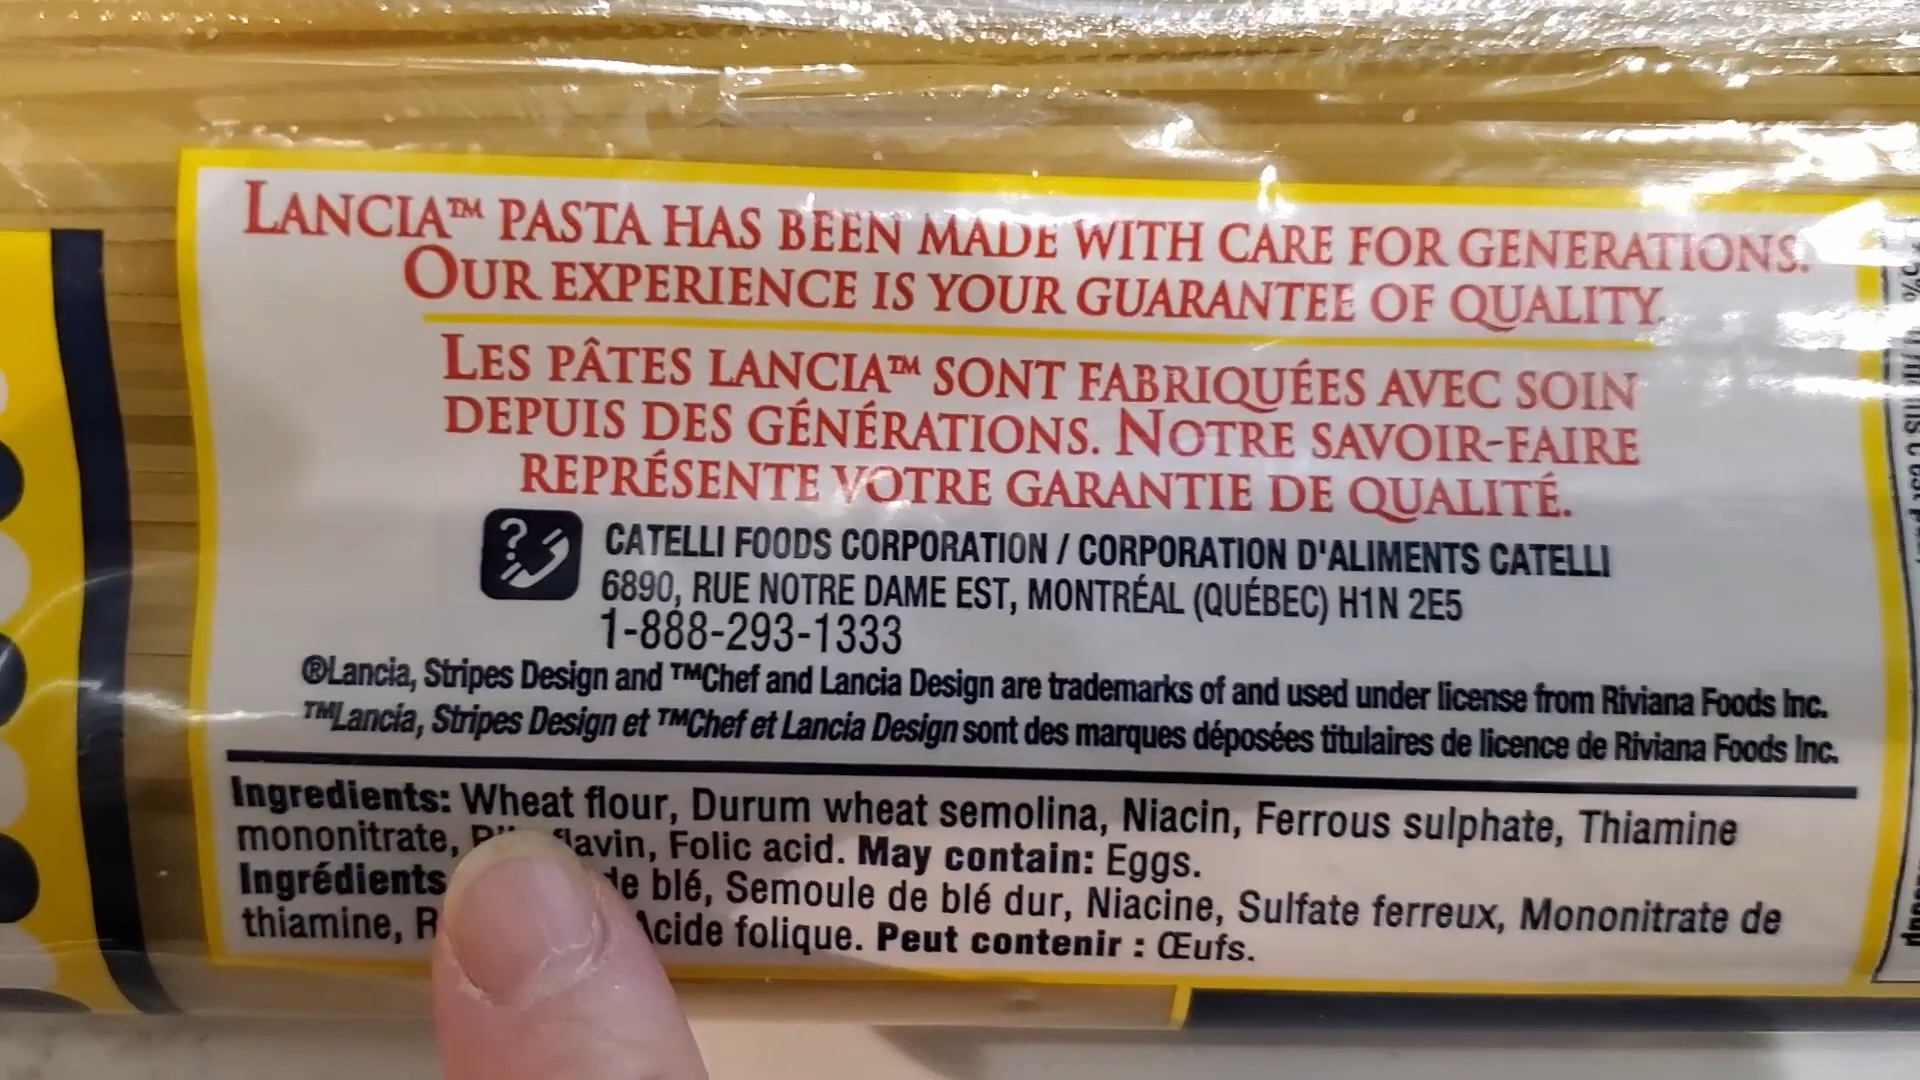 LANCIA™ PASTA HAS BEEN MADE WITH CARE FOR GENERATIONS.
OUR EXPERIENCE IS YOUR GUARANTEE OF QUALITY.
LES PÂTES LANCIA™ SONT FABRIQUÉES AVEC SOIN
DEPUIS DES GÉNÉRATIONS. NOTRE SAVOIR-FAIRE
REPRÉSENTE VOTRE GARANTIE DE QUALITÉ.
?
CATELLI FOODS CORPORATION / CORPORATION D'ALIMENTS CATELLI
6890, RUE NOTRE DAME EST, MONTRÉAL (QUÉBEC) H1N 2E5
1-888-293-1333
®Lancia, Stripes Design and ™Chef and Lancia Design are trademarks of and used under license from Riviana Foods Inc.
™Lancia, Stripes Design et ™Chef et Lancia Design sont des marques déposées titulaires de licence de Riviana Foods Inc.
Ingredients: Wheat flour, Durum wheat semolina, Niacin, Ferrous sulphate, Thiamine
mononitrate, Folic acid. May contain: Eggs.
Ingrédients de blé, Semoule de blé dur, Niacine, Sulfate ferreux, Mononitrate de
thiamine, Acide folique. Peut contenir : Œufs.